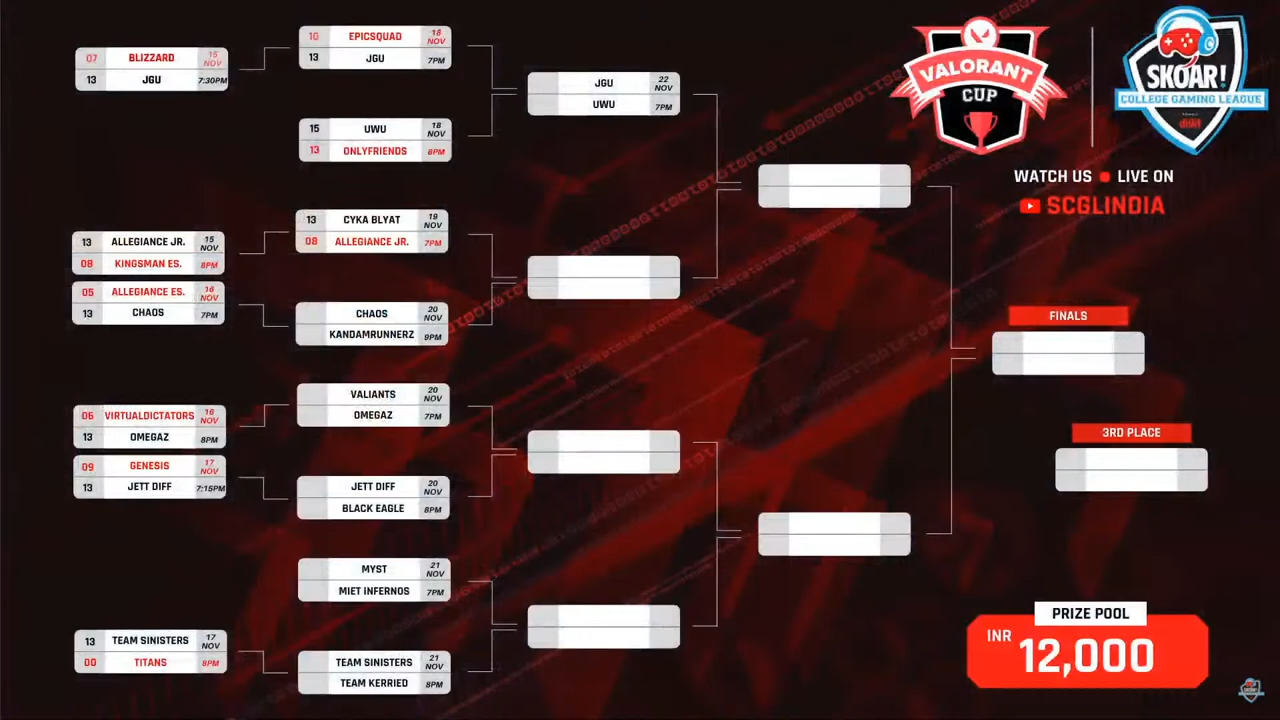 07 BLIZZARD 15 NOV
13 JGU 7:30PM
10 EPICSQUAD 18 NOV
13 JGU 7PM
15 UWU 18 NOV
13 ONLYFRIENDS 8PM
JGU 22 NOV
UWU 7PM
13 ALLEGIANCE JR. 15 NOV
08 KINGSMAN ES. 8PM
05 ALLEGIANCE ES. 16 NOV
13 CHAOS 7PM
13 CYKA BLYAT 19 NOV
08 ALLEGIANCE JR. 7PM
CHAOS 20 NOV
KANDAMRUNNERZ 9PM
06 VIRTUALDICTATORS 16 NOV
13 OMEGAZ 8PM
09 GENESIS 17 NOV
13 JETT DIFF 7:15PM
VALIANTS 20 NOV
OMEGAZ 7PM
JETT DIFF 20 NOV
BLACK EAGLE 8PM
MYST 21 NOV
MIET INFERNOS 7PM
13 TEAM SINISTERS 17 NOV
00 TITANS 8PM
TEAM SINISTERS 21 NOV
TEAM KERRIED 8PM
VALORANT
CUP
SKOAR!
COLLEGE GAMING LEAGUE
WATCH US LIVE ON
SCGLINDIA
FINALS
3RD PLACE
PRIZE POOL
INR 12,000